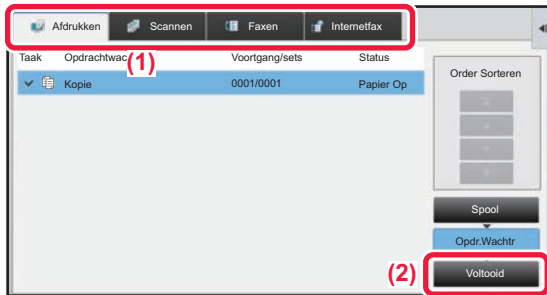 Afdrukken Scannen Faxen Internetfax
Taak Voortgang/sets Status
(1)
Kopie 0001/0001 Papier Op
Order Sorteren
Spool
Opdr.Wachtr
(2) Voltooid